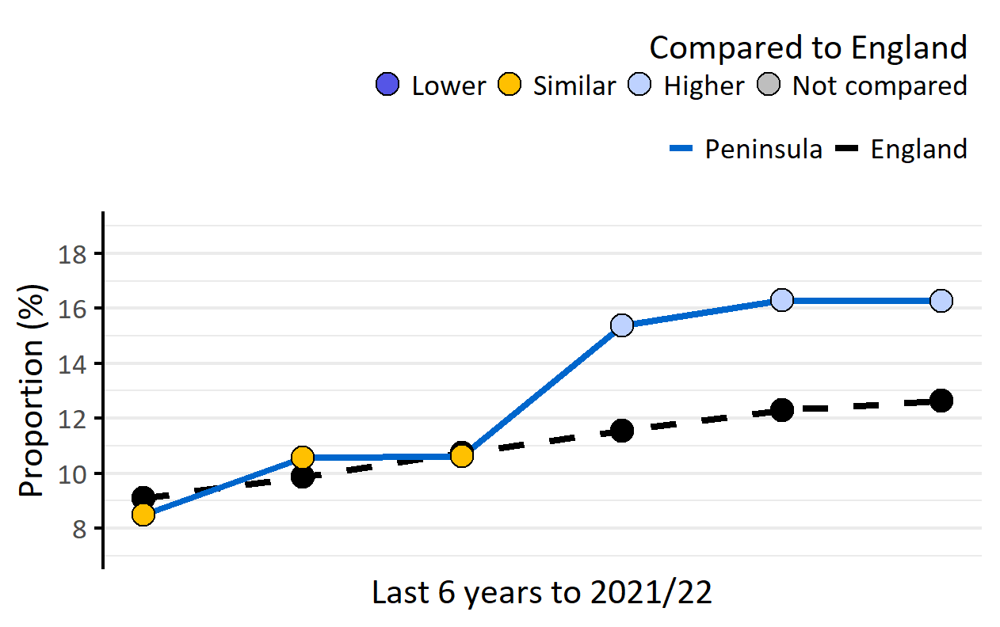 Compared to England
Lower Similar Higher Not compared
Peninsula England
18
16
14
12
10
8
Proportion (%)
Last 6 years to 2021/22